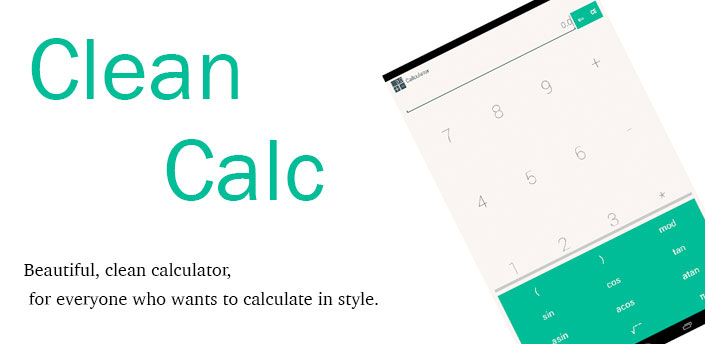 Clean
Calc
Beautiful, clean calculator,
for everyone who wants to calculate in style.
0.0
CE
Calculator
7 8 9 +
4 5 6 -
1 2 3 *
( ) mod
sin cos tan
asin acos atan
√